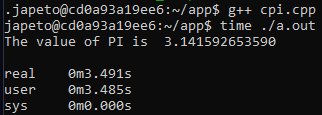 .japeto@cd0a93a19ee6:~/app$ g++ cpi.cpp
japeto@cd0a93a19ee6:~/app$ time ./a.out
The value of PI is  3.141592653590

real    0m3.491s
user    0m3.485s
sys     0m0.000s